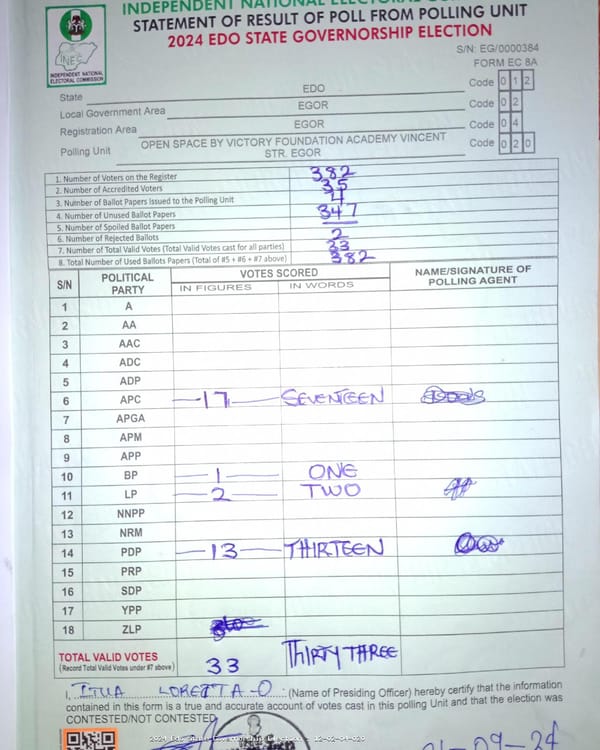 INDEPENDENT NATIONAL ELECTORAL
STATEMENT OF RESULT OF POLL FROM POLLING UNIT
2024 EDO STATE GOVERNORSHIP ELECTION
INEC
INDEPENDENT NATIONAL
ELECTORAL COMMISSION
S/N: EG/0000384
FORM EC 8A
State EDO Code 0 1 2
Local Government Area EGOR Code 0 2
Registration Area EGOR Code 0 4
Polling Unit OPEN SPACE BY VICTORY FOUNDATION ACADEMY VINCENT Code 0 2 0
STR. EGOR
1. Number of Voters on the Register 382
2. Number of Accredited Voters 35
3. Number of Ballot Papers Issued to the Polling Unit
4. Number of Unused Ballot Papers 347
5. Number of Spoiled Ballot Papers
6. Number of Rejected Ballots 2
7. Number of Total Valid Votes (Total Valid Votes cast for all parties) 33
8. Total Number of Used Ballots Papers (Total of #5 + #6 + #7 above) 382
S/N POLITICAL PARTY VOTES SCORED NAME/SIGNATURE OF POLLING AGENT
IN FIGURES IN WORDS
1 A
2 AA
3 AAC
4 ADC
5 ADP
6 APC 17 SEVENTEEN
7 APGA
8 APM
9 APP
10 BP 1 ONE
11 LP 2 TWO
12 NNPP
13 NRM
14 PDP 13 THIRTEEN
15 PRP
16 SDP
17 YPP
18 ZLP
TOTAL VALID VOTES 33 THIRTY THREE
(Record Total Valid Votes under #7 above)
I, ITUA LORETTA-O (Name of Presiding Officer) hereby certify that the information
contained in this form is a true and accurate account of votes cast in this polling Unit and that the election was
CONTESTED/NOT CONTESTED
-09-24